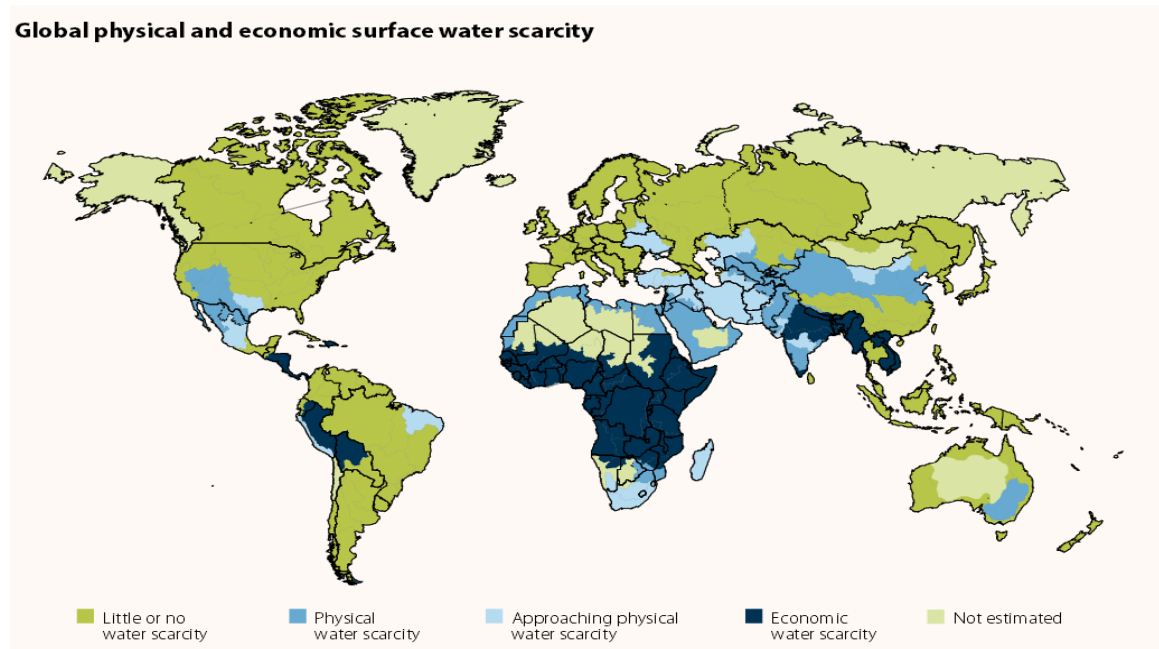 Global physical and economic surface water scarcity
Little or no
water scarcity
Physical
water scarcity
Approaching physical
water scarcity
Economic
water scarcity
Not estimated